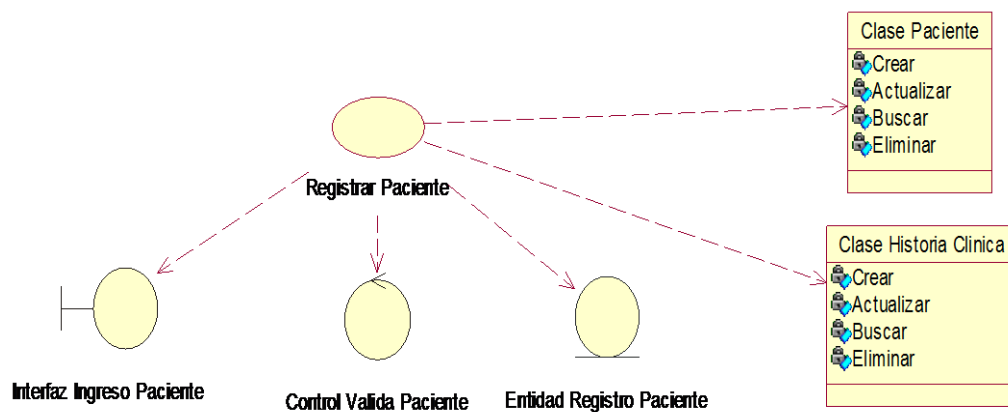 Clase Paciente
Crear
Actualizar
Buscar
Eliminar
Registrar Paciente
Clase Historia Clinica
Crear
Actualizar
Buscar
Eliminar
Interfaz Ingreso Paciente
Control Valida Paciente
Entidad Registro Paciente